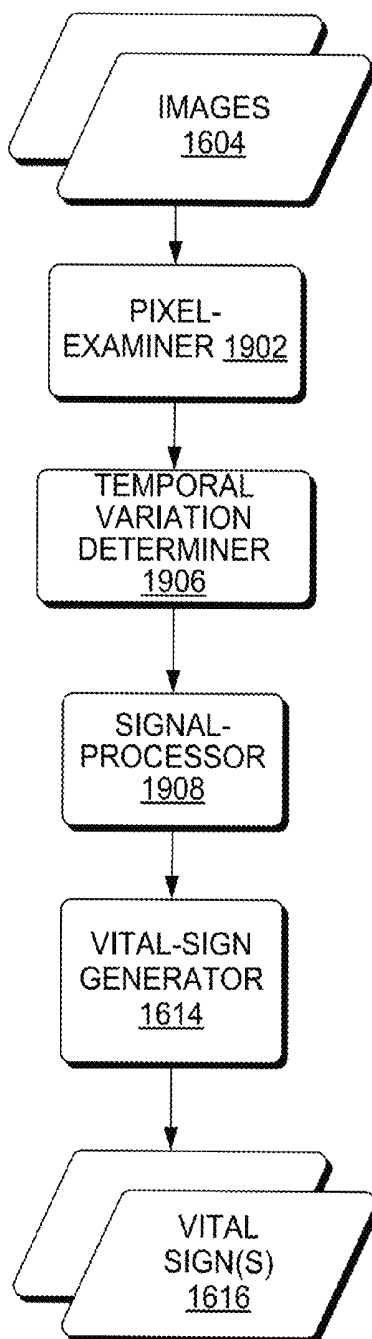 IMAGES
1604
PIXEL-
EXAMINER 1902
TEMPORAL
VARIATION
DETERMINER
1906
SIGNAL-
PROCESSOR
1908
VITAL-SIGN
GENERATOR
1614
VITAL
SIGN(S)
1616